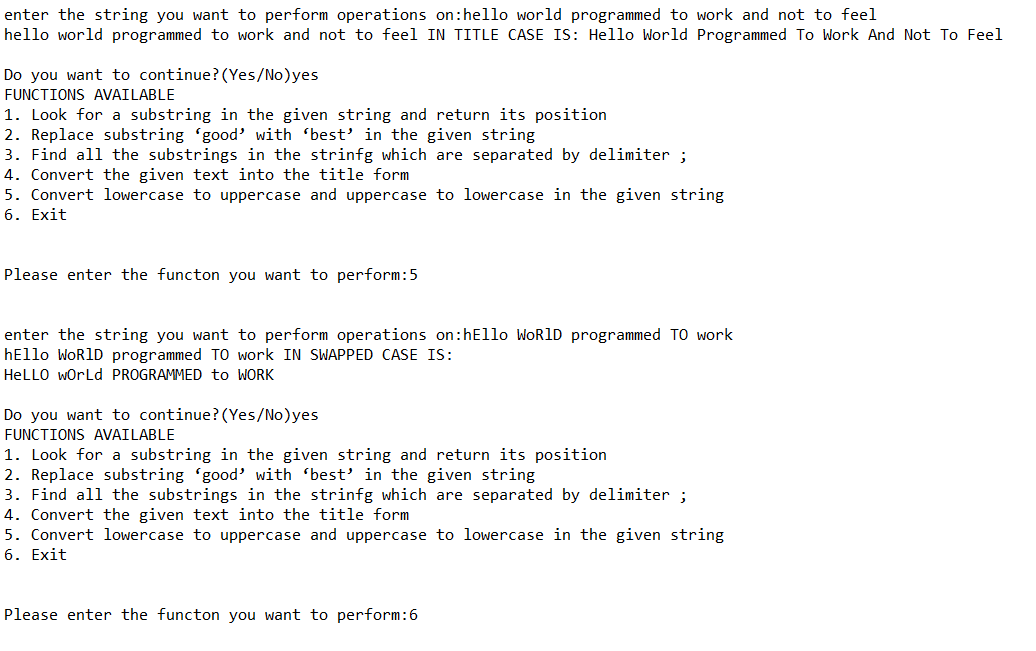 enter the string you want to perform operations on:hello world programmed to work and not to feel
hello world programmed to work and not to feel IN TITLE CASE IS: Hello World Programmed To Work And Not To Feel
Do you want to continue?(Yes/No)yes
FUNCTIONS AVAILABLE
1. Look for a substring in the given string and return its position
2. Replace substring ‘good’ with ‘best’ in the given string
3. Find all the substrings in the strinfg which are separated by delimiter ;
4. Convert the given text into the title form
5. Convert lowercase to uppercase and uppercase to lowercase in the given string
6. Exit
Please enter the functon you want to perform:5
enter the string you want to perform operations on:hEllo WoRlD programmed TO work
hEllo WoRlD programmed TO work IN SWAPPED CASE IS:
HeLLO wOrLd PROGRAMMED to WORK
Do you want to continue?(Yes/No)yes
FUNCTIONS AVAILABLE
1. Look for a substring in the given string and return its position
2. Replace substring ‘good’ with ‘best’ in the given string
3. Find all the substrings in the strinfg which are separated by delimiter ;
4. Convert the given text into the title form
5. Convert lowercase to uppercase and uppercase to lowercase in the given string
6. Exit
Please enter the functon you want to perform:6